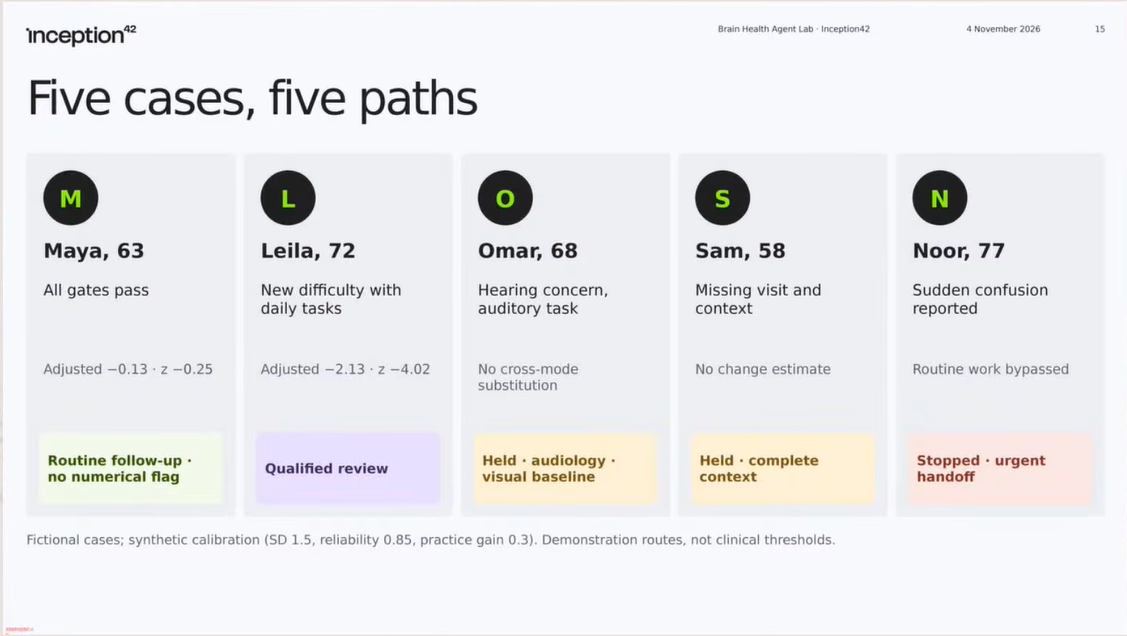 inception42
Brain Health Agent Lab · Inception42
4 November 2026
15
Five cases, five paths
M
Maya, 63
All gates pass
Adjusted −0.13 · z −0.25
Routine follow-up ·
no numerical flag
L
Leila, 72
New difficulty with
daily tasks
Adjusted −2.13 · z −4.02
Qualified review
O
Omar, 68
Hearing concern,
auditory task
No cross-mode
substitution
Held · audiology ·
visual baseline
S
Sam, 58
Missing visit and
context
No change estimate
Held · complete
context
N
Noor, 77
Sudden confusion
reported
Routine work bypassed
Stopped · urgent
handoff
Fictional cases; synthetic calibration (SD 1.5, reliability 0.85, practice gain 0.3). Demonstration routes, not clinical thresholds.